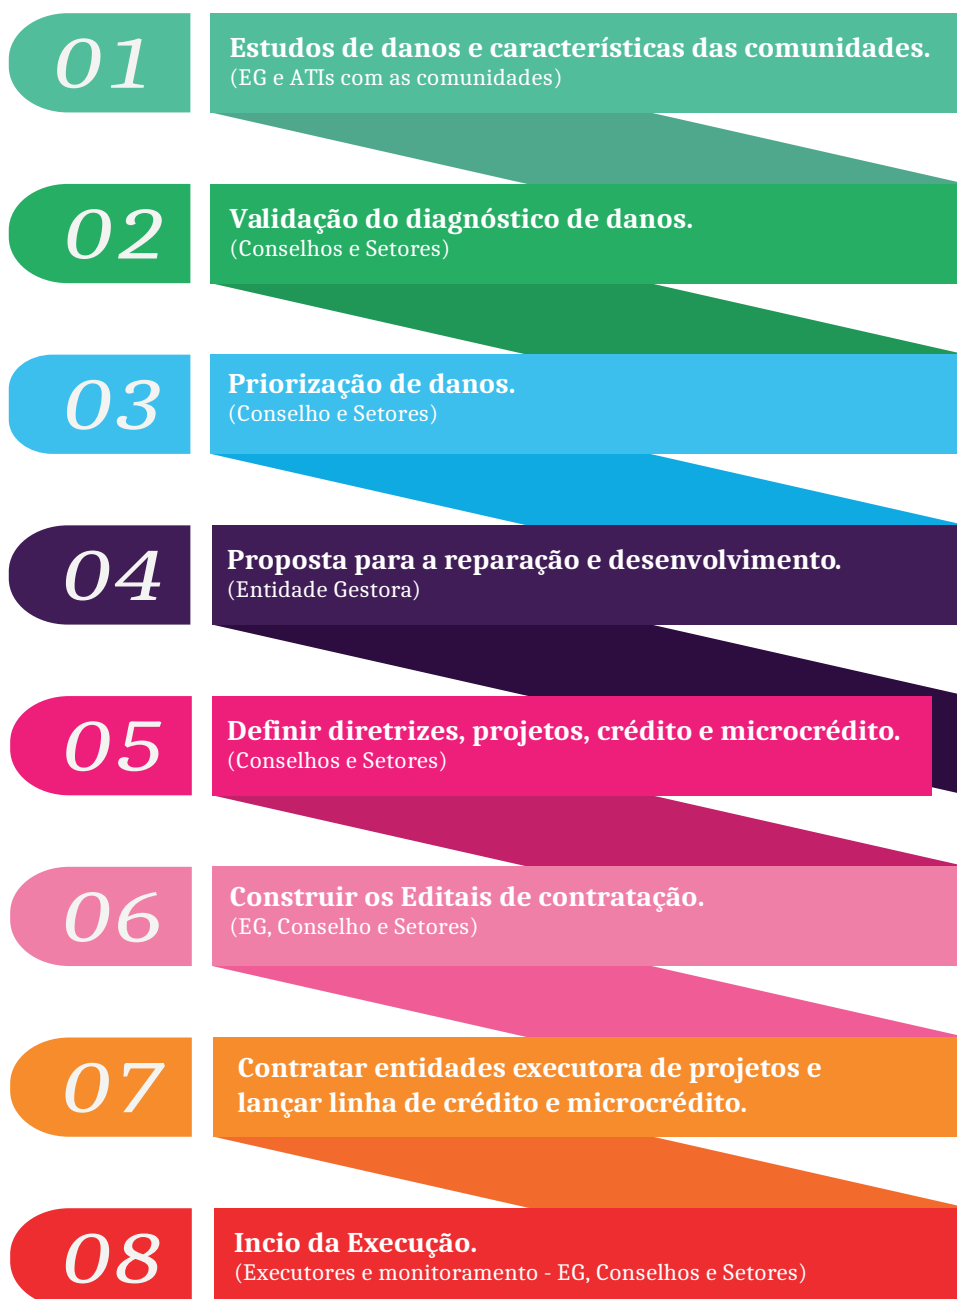 01
Estudos de danos e características das comunidades.
(EG e ATIs com as comunidades)
02
Validação do diagnóstico de danos.
(Conselhos e Setores)
03
Priorização de danos.
(Conselho e Setores)
04
Proposta para a reparação e desenvolvimento.
(Entidade Gestora)
05
Definir diretrizes, projetos, crédito e microcrédito.
(Conselhos e Setores)
06
Construir os Editais de contratação.
(EG, Conselho e Setores)
07
Contratar entidades executora de projetos e
lançar linha de crédito e microcrédito.
08
Incio da Execução.
(Executores e monitoramento - EG, Conselhos e Setores)